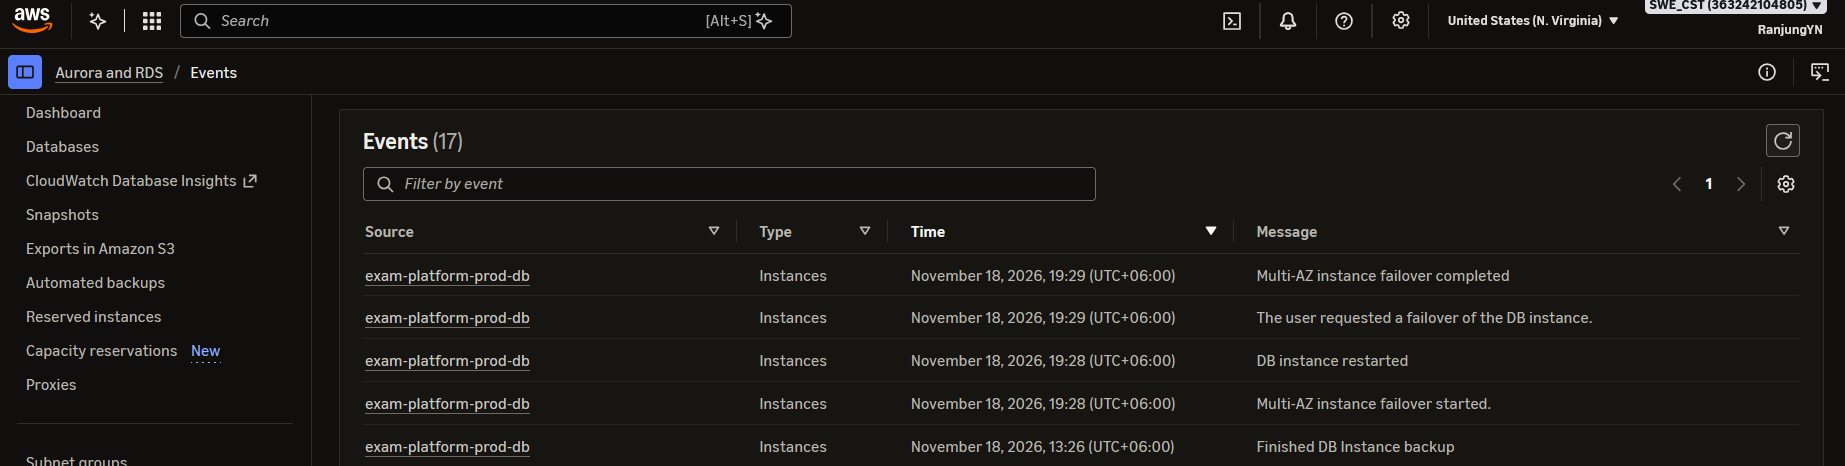 aws
Search [Alt+S]
United States (N. Virginia)
SWE_CST (363242104805)
RanjungYN
Aurora and RDS / Events
Dashboard
Databases
CloudWatch Database Insights
Snapshots
Exports in Amazon S3
Automated backups
Reserved instances
Capacity reservations New
Proxies
Subnet groups
Events (17)
Filter by event
1
Source Type Time Message
exam-platform-prod-db Instances November 18, 2026, 19:29 (UTC+06:00) Multi-AZ instance failover completed
exam-platform-prod-db Instances November 18, 2026, 19:29 (UTC+06:00) The user requested a failover of the DB instance.
exam-platform-prod-db Instances November 18, 2026, 19:28 (UTC+06:00) DB instance restarted
exam-platform-prod-db Instances November 18, 2026, 19:28 (UTC+06:00) Multi-AZ instance failover started.
exam-platform-prod-db Instances November 18, 2026, 13:26 (UTC+06:00) Finished DB Instance backup